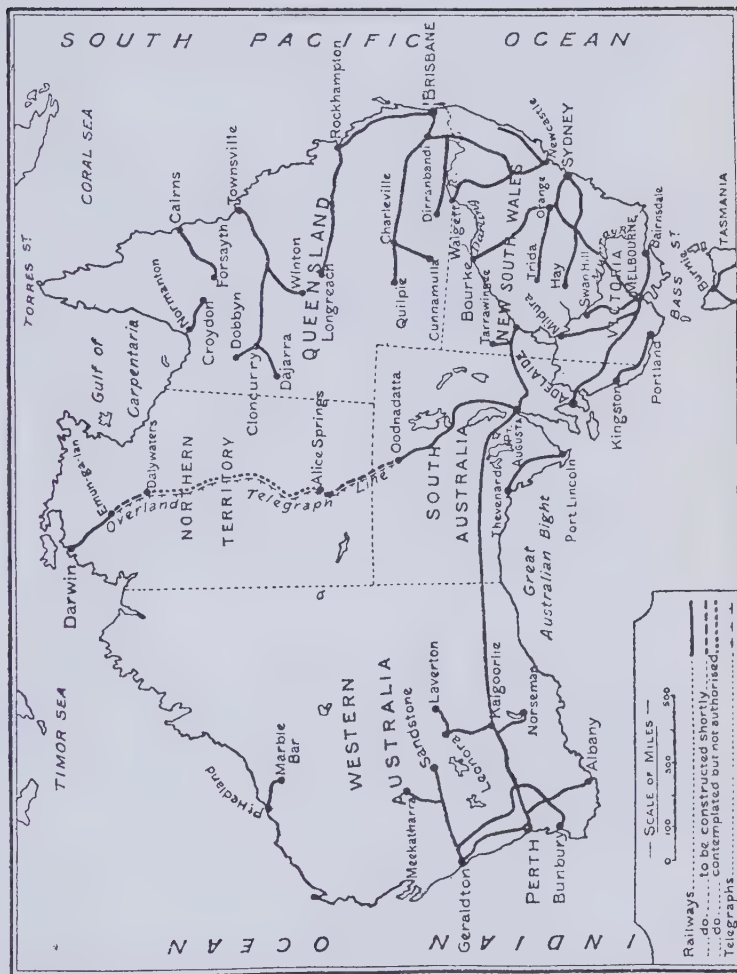 SOUTH PACIFIC OCEAN
CORAL SEA
TORRES ST.
TIMOR SEA
INDIAN OCEAN
Gulf of
Carpentaria
Darwin
Emungalan
Dalywaters
Overland
Telegraph Line
NORTHERN
TERRITORY
Alice Springs
Oodnadatta
Cairns
Forsayth
Normanton
Croydon
Townsville
Dobbyn
Cloncurry
Dajarra
Winton
Longreach
QUEENSLAND
Rockhampton
BRISBANE
Charleville
Quilpie
Cunnamulla
Dirranbandi
Walgett
Bourke
Tarrawingee
NEW SOUTH WALES
Newcastle
SYDNEY
Orange
Trida
Hay
Swan Hill
Mildura
VICTORIA
MELBOURNE
Bairnsdale
BASS ST
Burnie
TASMANIA
Portland
Kingston
ADELAIDE
PT. AUGUSTA
SOUTH
AUSTRALIA
Thevenard
Port Lincoln
Great
Australian Bight
WESTERN
AUSTRALIA
Pt Hedland
Marble
Bar
Meekatharra
Sandstone
Laverton
Leonora
Kalgoorlie
Norseman
Geraldton
PERTH
Bunbury
Albany
— SCALE OF MILES —
0 100 300 500
Railways
do. to be constructed shortly
do. contemplated but not authorised
Telegraphs